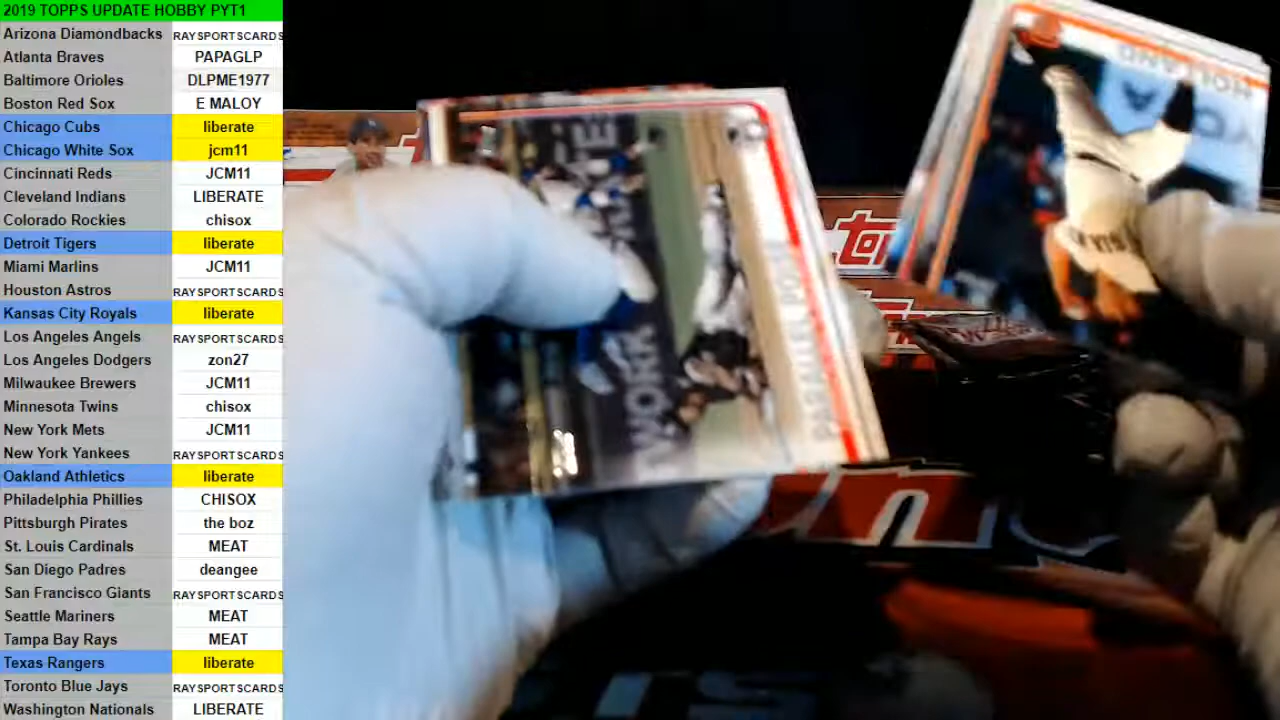 2019 TOPPS UPDATE HOBBY PYT1
Arizona Diamondbacks RAYSPORTSCARDS
Atlanta Braves PAPAGLP
Baltimore Orioles DLPME1977
Boston Red Sox E MALOY
Chicago Cubs liberate
Chicago White Sox jcm11
Cincinnati Reds JCM11
Cleveland Indians LIBERATE
Colorado Rockies chisox
Detroit Tigers liberate
Miami Marlins JCM11
Houston Astros RAYSPORTSCARDS
Kansas City Royals liberate
Los Angeles Angels RAYSPORTSCARDS
Los Angeles Dodgers zon27
Milwaukee Brewers JCM11
Minnesota Twins chisox
New York Mets JCM11
New York Yankees RAYSPORTSCARDS
Oakland Athletics liberate
Philadelphia Phillies CHISOX
Pittsburgh Pirates the boz
St. Louis Cardinals MEAT
San Diego Padres deangee
San Francisco Giants RAYSPORTSCARDS
Seattle Mariners MEAT
Tampa Bay Rays MEAT
Texas Rangers liberate
Toronto Blue Jays RAYSPORTSCARDS
Washington Nationals LIBERATE
HOLLAND
WORK
PARALLEL